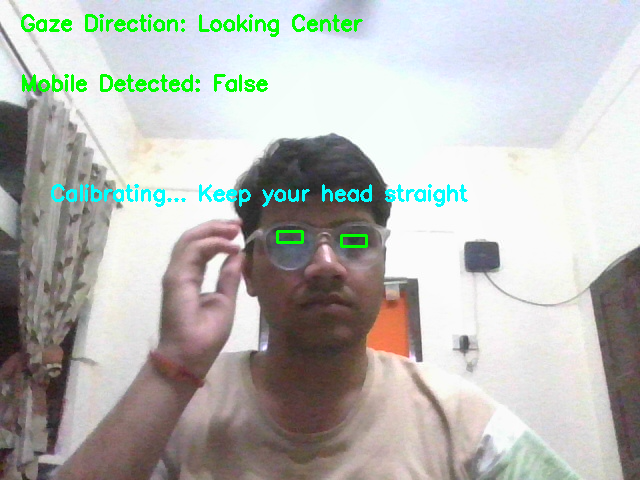 Gaze Direction: Looking Center
Mobile Detected: False
Calibrating... Keep your head straight